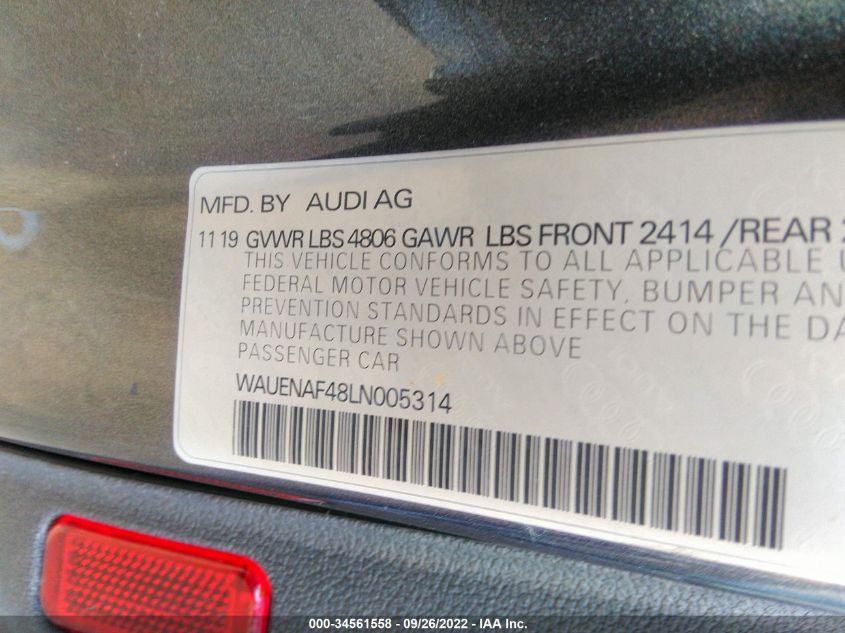 MFD. BY AUDI AG
11 19 GVWR LBS 4806 GAWR LBS FRONT 2414 /REAR 2
THIS VEHICLE CONFORMS TO ALL APPLICABLE U
FEDERAL MOTOR VEHICLE SAFETY, BUMPER AN
PREVENTION STANDARDS IN EFFECT ON THE DA
MANUFACTURE SHOWN ABOVE
PASSENGER CAR
WAUENAF48LN005314
000-34561558 - 09/26/2022 - IAA Inc.